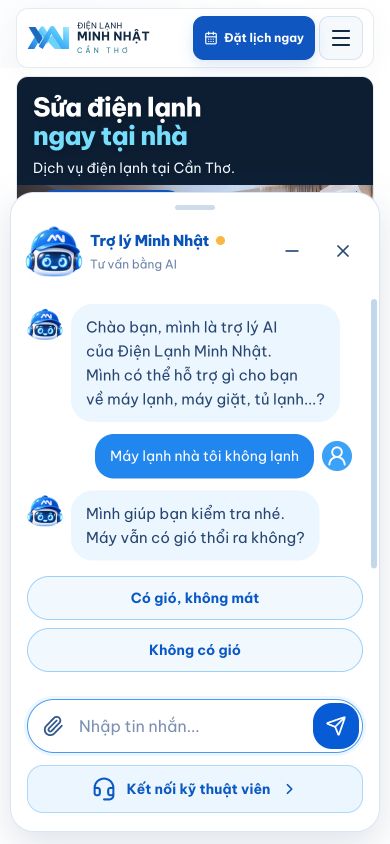 ĐIỆN LẠNH
MINH NHẬT
CẦN THƠ
Đặt lịch ngay
Sửa điện lạnh
ngay tại nhà
Dịch vụ điện lạnh tại Cần Thơ.
Trợ lý Minh Nhật
Tư vấn bằng AI
Chào bạn, mình là trợ lý AI
của Điện Lạnh Minh Nhật.
Mình có thể hỗ trợ gì cho bạn
về máy lạnh, máy giặt, tủ lạnh...?
Máy lạnh nhà tôi không lạnh
Mình giúp bạn kiểm tra nhé.
Máy vẫn có gió thổi ra không?
Có gió, không mát
Không có gió
Nhập tin nhắn...
Kết nối kỹ thuật viên